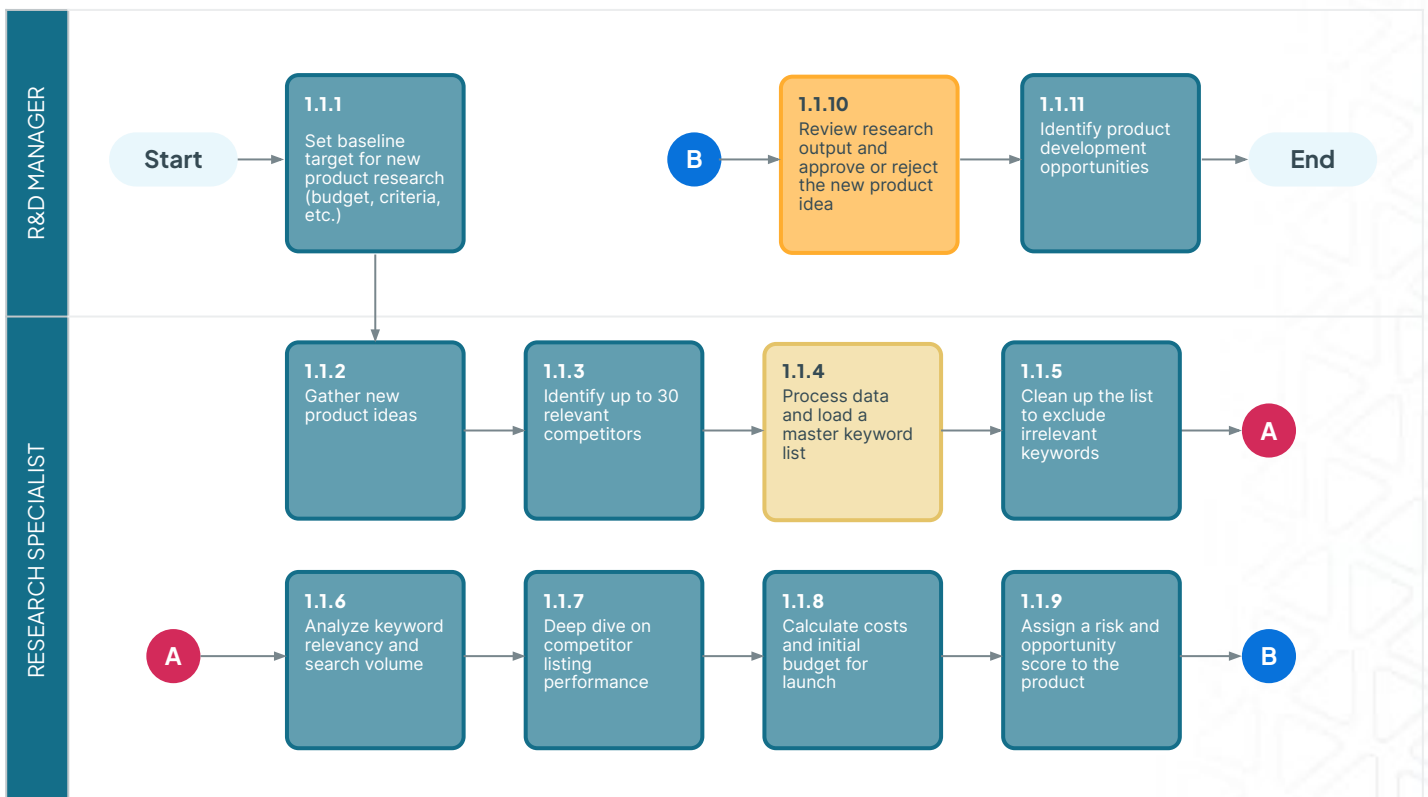 R&D MANAGER
Start
1.1.1
Set baseline
target for new
product research
(budget, criteria,
etc.)
B
1.1.10
Review research
output and
approve or reject
the new product
idea
1.1.11
Identify product
development
opportunities
End
RESEARCH SPECIALIST
1.1.2
Gather new
product ideas
1.1.3
Identify up to 30
relevant
competitors
1.1.4
Process data
and load a
master keyword
list
1.1.5
Clean up the list
to exclude
irrelevant
keywords
A
A
1.1.6
Analyze keyword
relevancy and
search volume
1.1.7
Deep dive on
competitor
listing
performance
1.1.8
Calculate costs
and initial
budget for
launch
1.1.9
Assign a risk and
opportunity
score to the
product
B